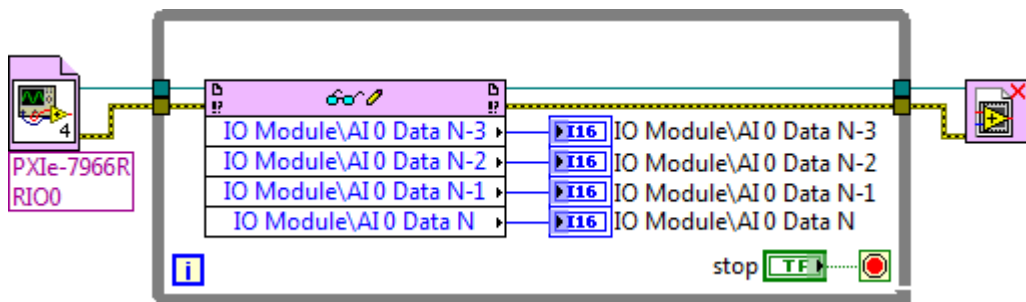 4
PXIe-7966R
RIO0
IO Module\AI 0 Data N-3
IO Module\AI 0 Data N-2
IO Module\AI 0 Data N-1
IO Module\AI 0 Data N
I16 IO Module\AI 0 Data N-3
I16 IO Module\AI 0 Data N-2
I16 IO Module\AI 0 Data N-1
I16 IO Module\AI 0 Data N
i
stop TF